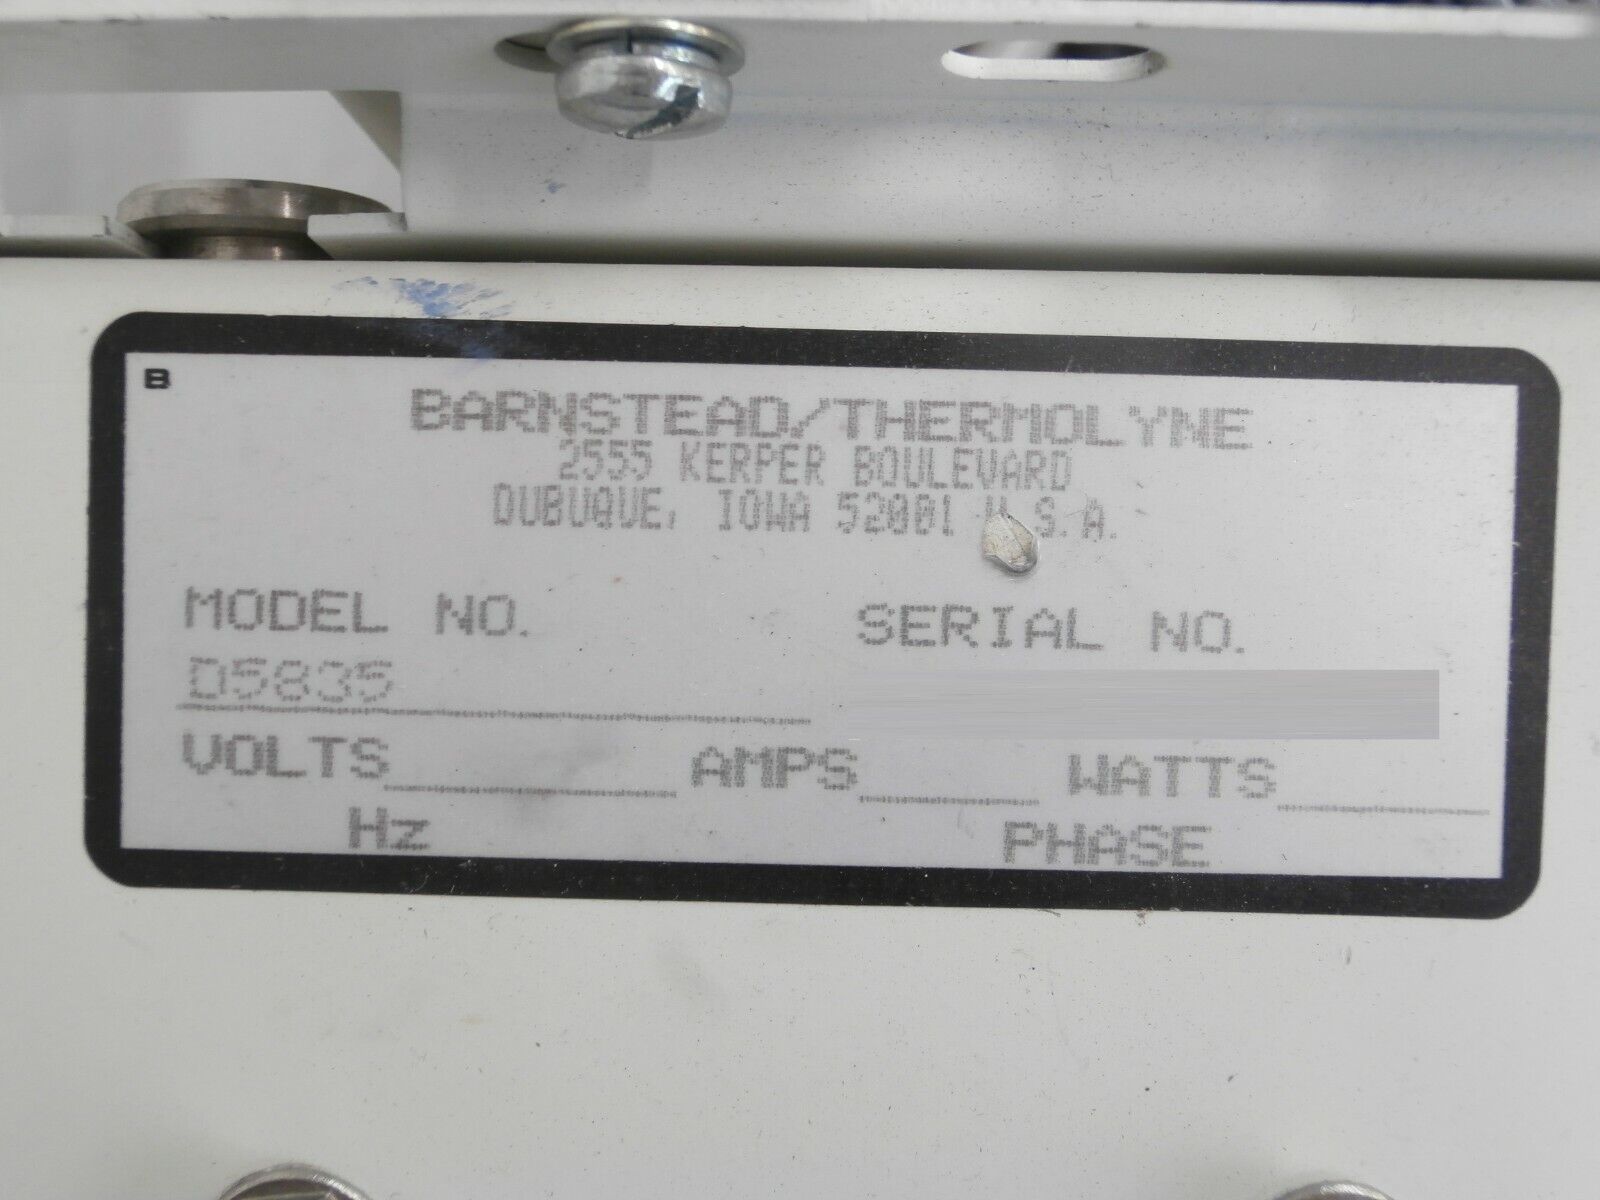 B
BARNSTEAD/THERMOLYNE
2555 KERPER BOULEVARD
DUBUQUE, IOWA 52001 U.S.A.
MODEL NO. SERIAL NO.
D5835
VOLTS AMPS WATTS
Hz PHASE